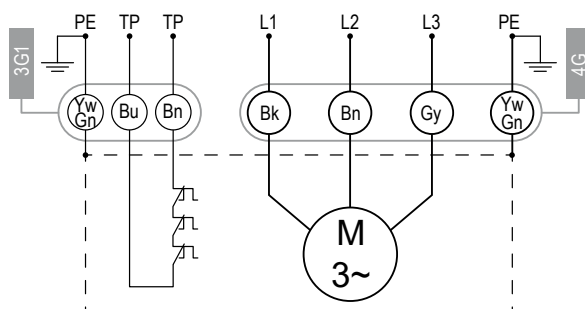 PE TP TP L1 L2 L3 PE
3G1
4G
Yw
Gn
Bu
Bn
Bk
Bn
Gy
Yw
Gn
M
3~